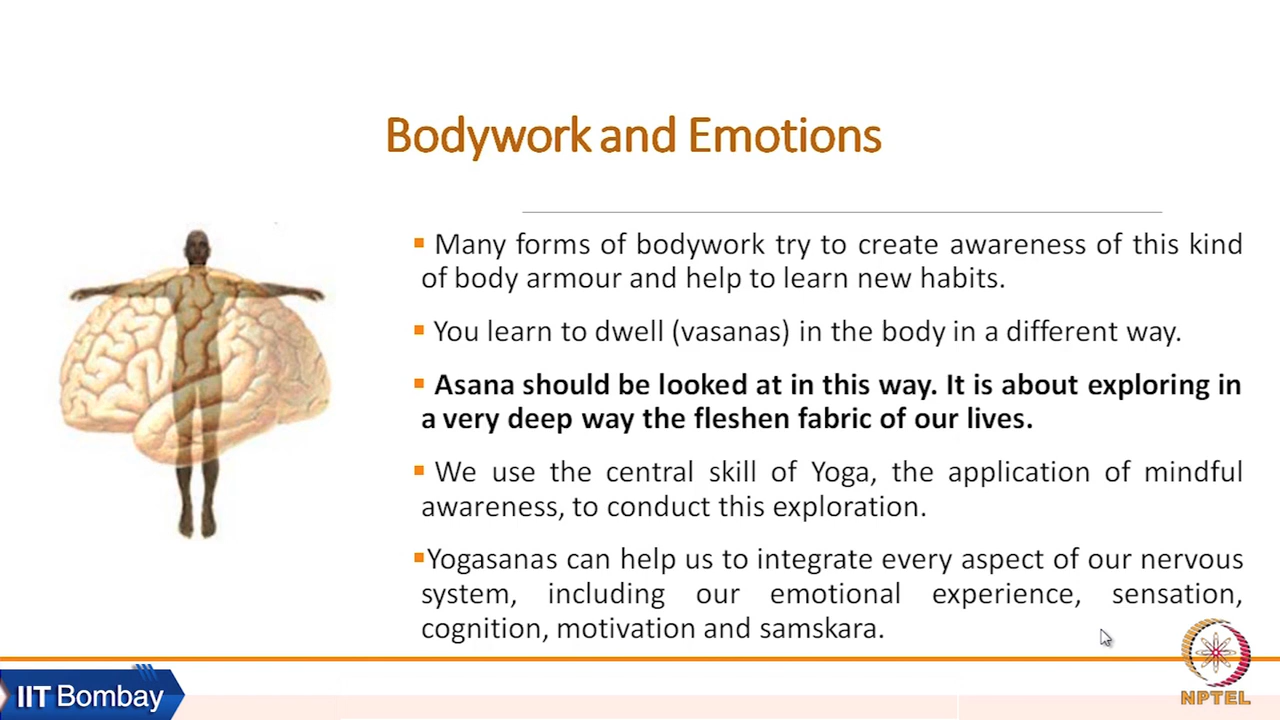 Bodywork and Emotions
▪ Many forms of bodywork try to create awareness of this kind
of body armour and help to learn new habits.
▪ You learn to dwell (vasanas) in the body in a different way.
▪ Asana should be looked at in this way. It is about exploring in
a very deep way the fleshen fabric of our lives.
▪ We use the central skill of Yoga, the application of mindful
awareness, to conduct this exploration.
▪Yogasanas can help us to integrate every aspect of our nervous
system, including our emotional experience, sensation,
cognition, motivation and samskara.
IIT Bombay
NPTEL